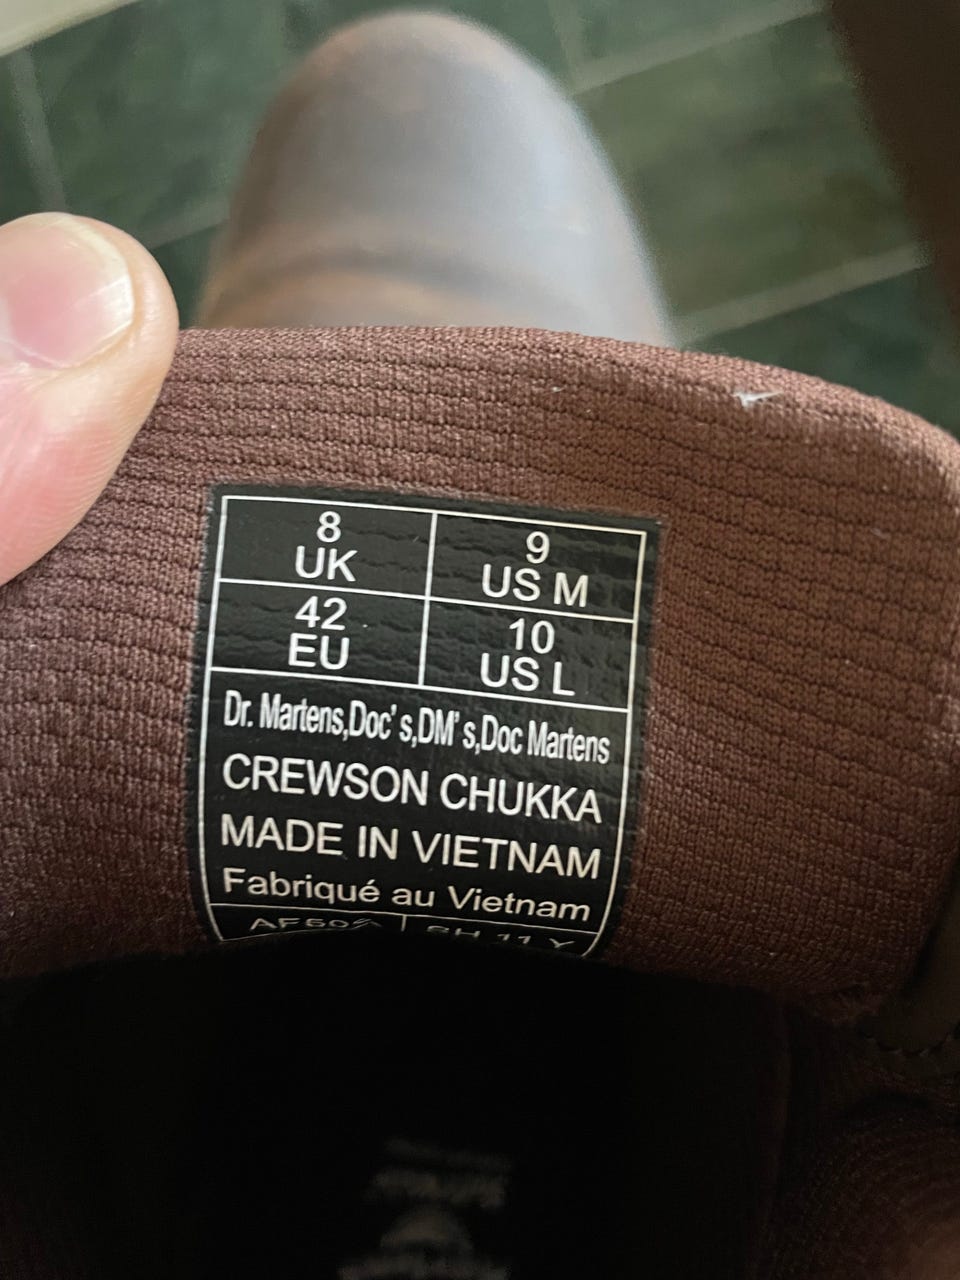 8
UK
9
US M
42
EU
10
US L
Dr. Martens,Doc's,DM's,Doc Martens
CREWSON CHUKKA
MADE IN VIETNAM
Fabriqué au Vietnam
11 Y